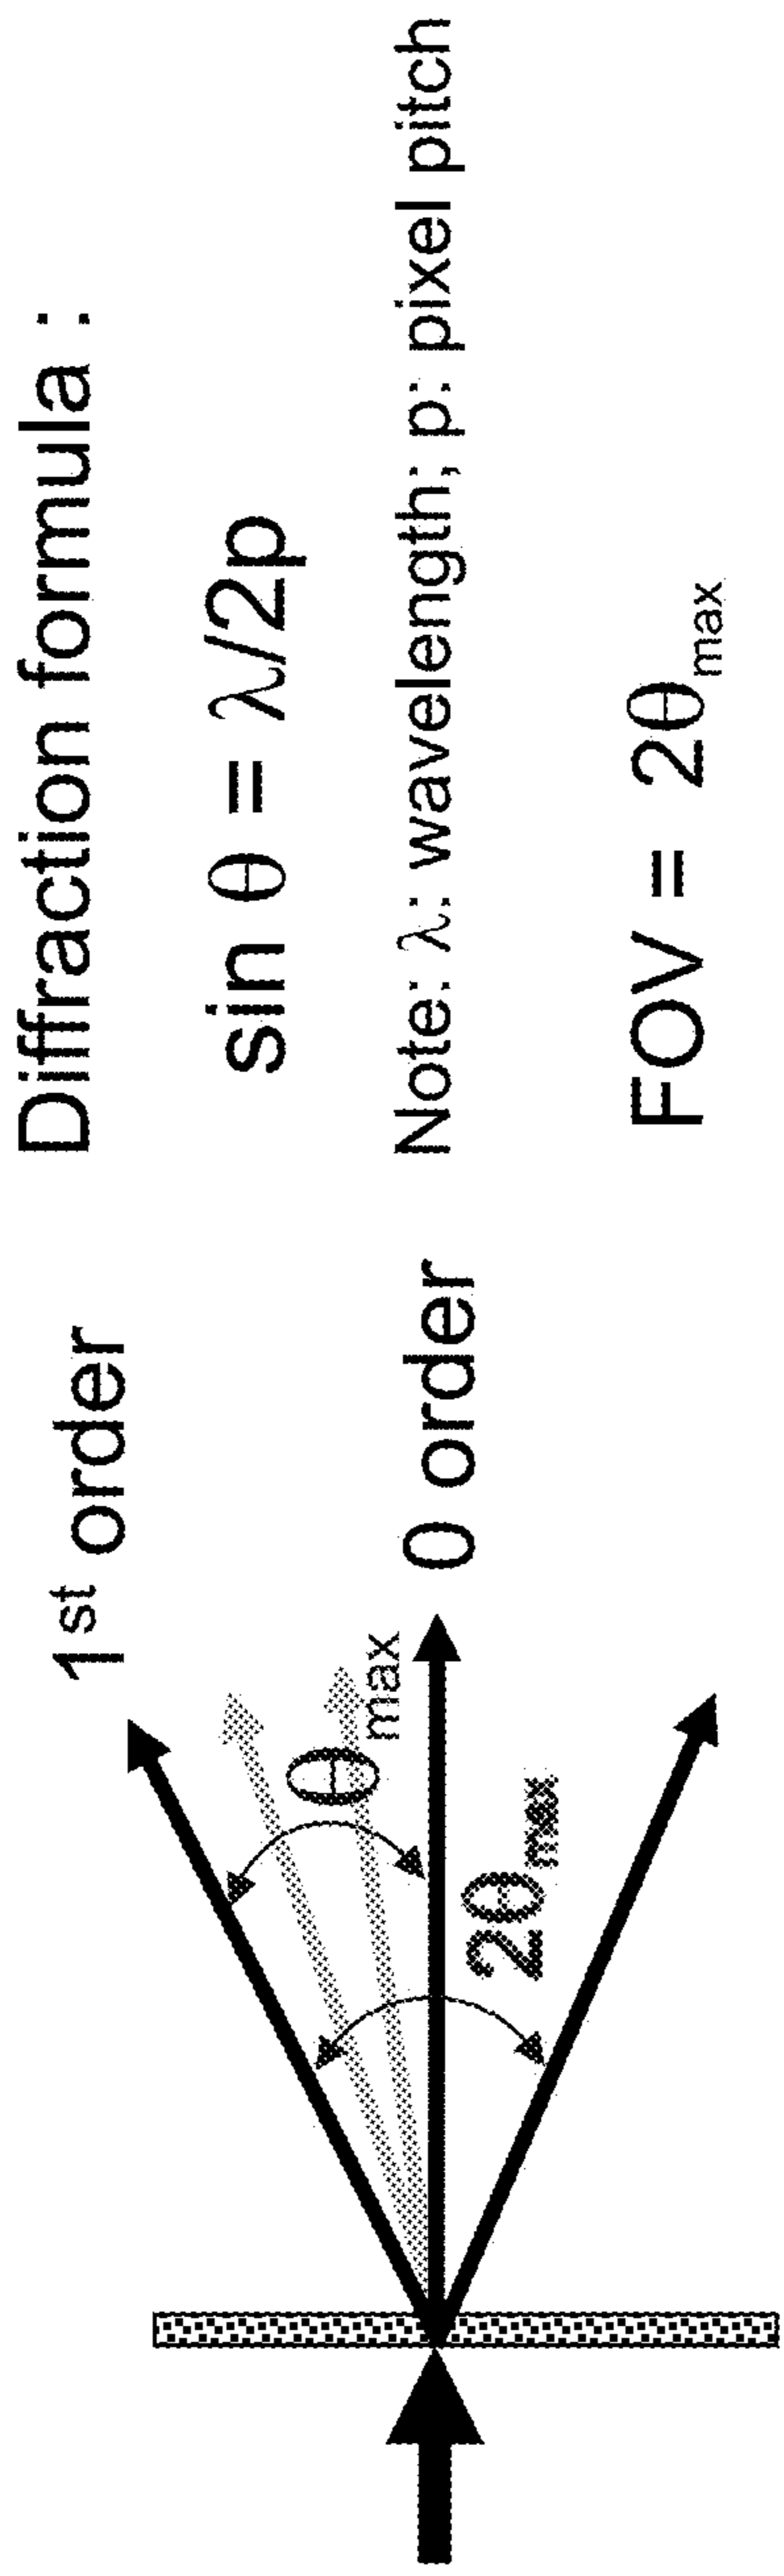 Diffraction formula :
sin θ = λ/2p
Note: λ: wavelength; p: pixel pitch
FOV = 2θmax
1st order
θmax
0 order
2θmax